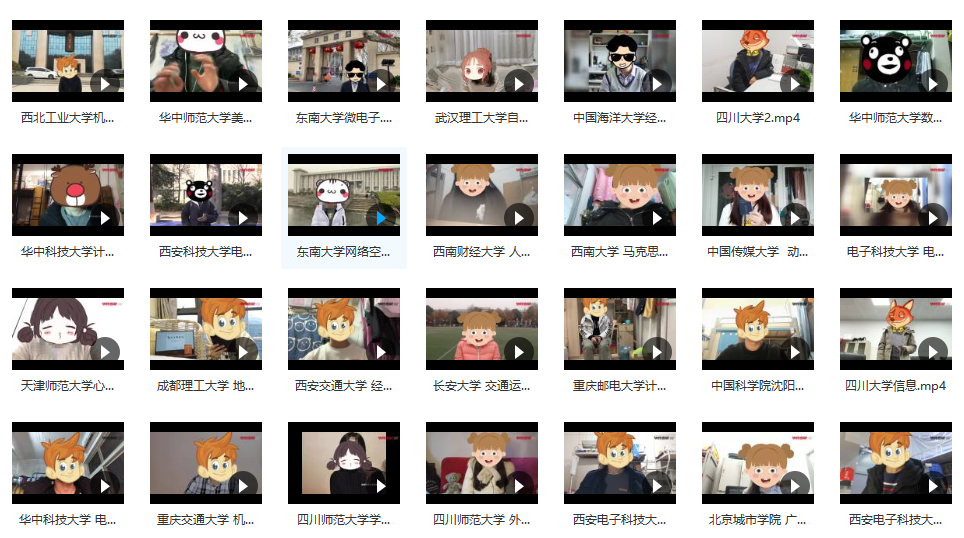 西北工业大学机...
华中师范大学美...
东南大学微电子....
武汉理工大学自...
中国海洋大学经...
四川大学2.mp4
华中师范大学数...
华中科技大学计...
西安科技大学电...
东南大学网络空...
西南财经大学 人...
西南大学 马克思...
中国传媒大学  动...
电子科技大学 电...
天津师范大学心...
成都理工大学 地...
西安交通大学 经...
长安大学 交通运...
重庆邮电大学计...
中国科学院沈阳...
四川大学信息.mp4
华中科技大学 电...
重庆交通大学 机...
四川师范大学学...
四川师范大学 外...
西安电子科技大...
北京城市学院 广...
西安电子科技大...